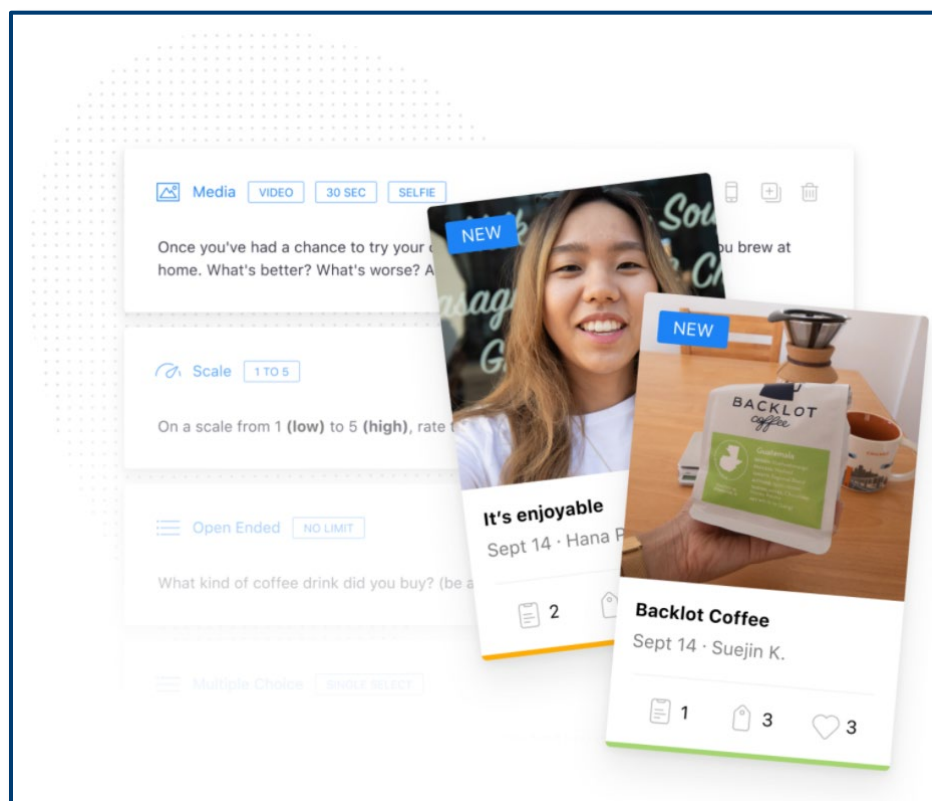 Media VIDEO 30 SEC SELFIE
Once you've had a chance to try your
u brew at
home. What's better? What's worse? A
Scale 1 TO 5
On a scale from 1 (low) to 5 (high), rate
Open Ended NO LIMIT
What kind of coffee drink did you buy? (be a
Multiple Choice SINGLE SELECT
NEW
Sou
asag
It's enjoyable
Sept 14 · Hana P
2
NEW
BACKLOT
coffee
Guatemala
Backlot Coffee
Sept 14 · Suejin K.
1 3 3